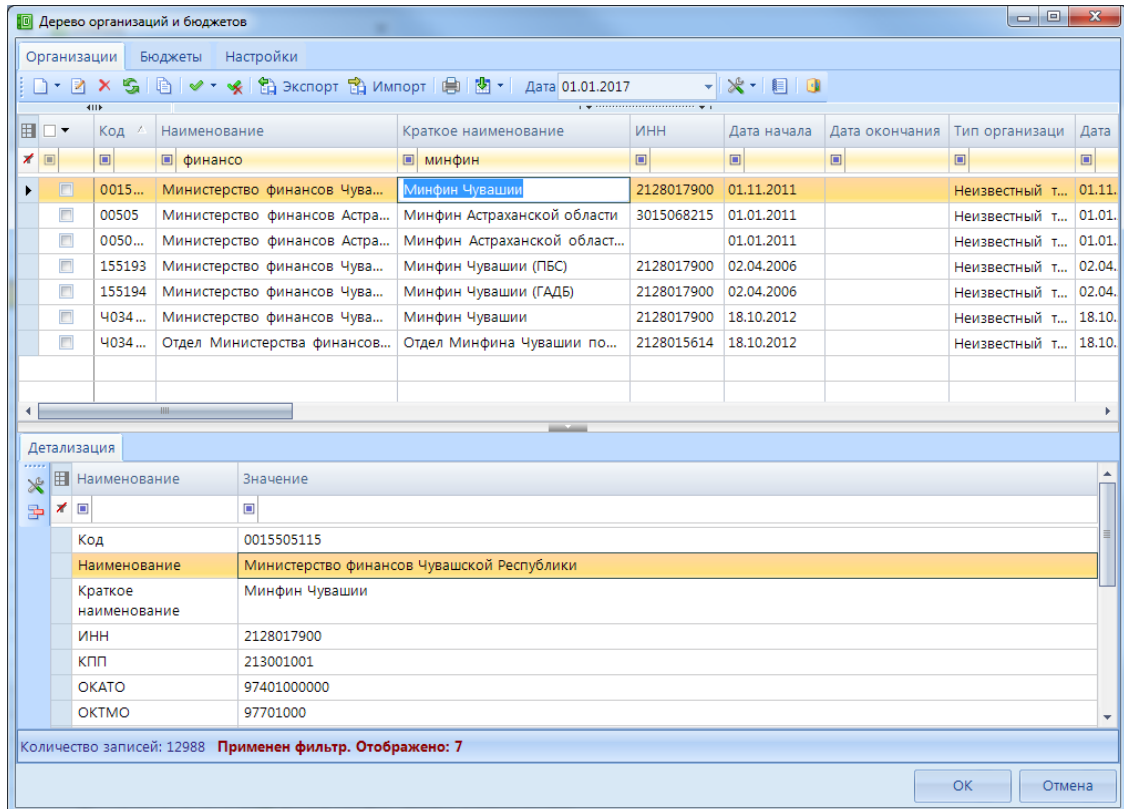 Дерево организаций и бюджетов
Организации Бюджеты Настройки
Экспорт Импорт Дата 01.01.2017
Код Наименование Краткое наименование ИНН Дата начала Дата окончания Тип организаци Дата
финансо минфин
0015... Министерство финансов Чува... Минфин Чувашии 2128017900 01.11.2011 Неизвестный т... 01.11.
00505 Министерство финансов Астра... Минфин Астраханской области 3015068215 01.01.2011 Неизвестный т... 01.01.
0050... Министерство финансов Астра... Минфин Астраханской област... 01.01.2011 Неизвестный т... 01.01.
155193 Министерство финансов Чува... Минфин Чувашии (ПБС) 2128017900 02.04.2006 Неизвестный т... 02.04.
155194 Министерство финансов Чува... Минфин Чувашии (ГАДБ) 2128017900 02.04.2006 Неизвестный т... 02.04.
Ч034... Министерство финансов Чува... Минфин Чувашии 2128017900 18.10.2012 Неизвестный т... 18.10.
Ч034... Отдел Министерства финансов... Отдел Минфина Чувашии по... 2128015614 18.10.2012 Неизвестный т... 18.10.
Детализация
Наименование Значение
Код 0015505115
Наименование Министерство финансов Чувашской Республики
Краткое Минфин Чувашии
наименование
ИНН 2128017900
КПП 213001001
ОКАТО 97401000000
ОКТМО 97701000
Количество записей: 12988 Применен фильтр. Отображено: 7
ОК Отмена